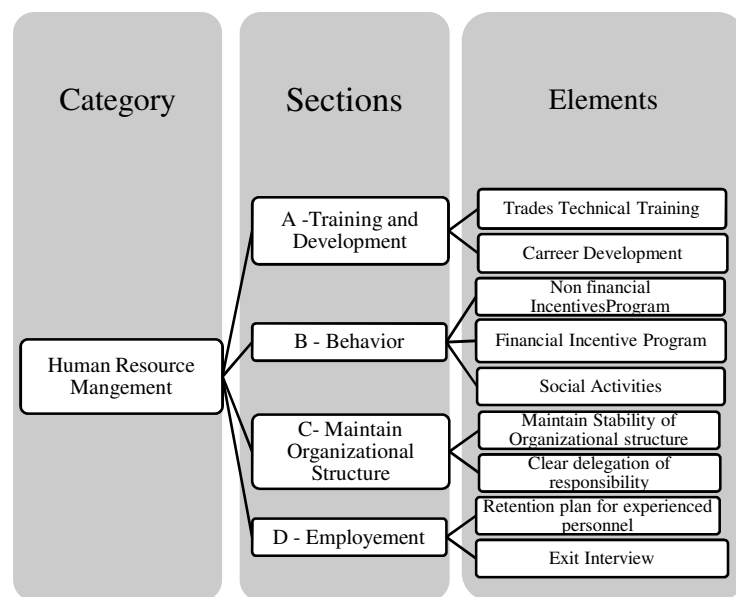 Category
Sections
Elements
Human Resource
Mangement
A -Training and
Development
Trades Technical Training
Carreer Development
B - Behavior
Non financial
IncentivesProgram
Financial Incentive Program
Social Activities
C- Maintain
Organizational
Structure
Maintain Stability of
Organizational structure
Clear delegation of
responsibility
D - Employement
Retention plan for experienced
personnel
Exit Interview